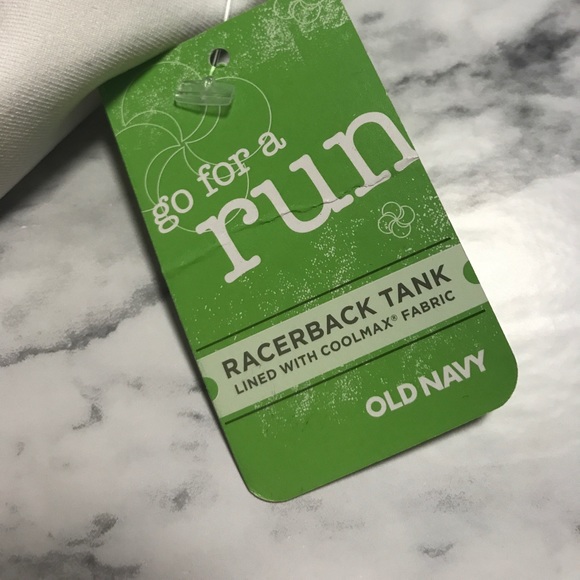 go for a
run
RACERBACK TANK
LINED WITH COOLMAX® FABRIC
OLD NAVY